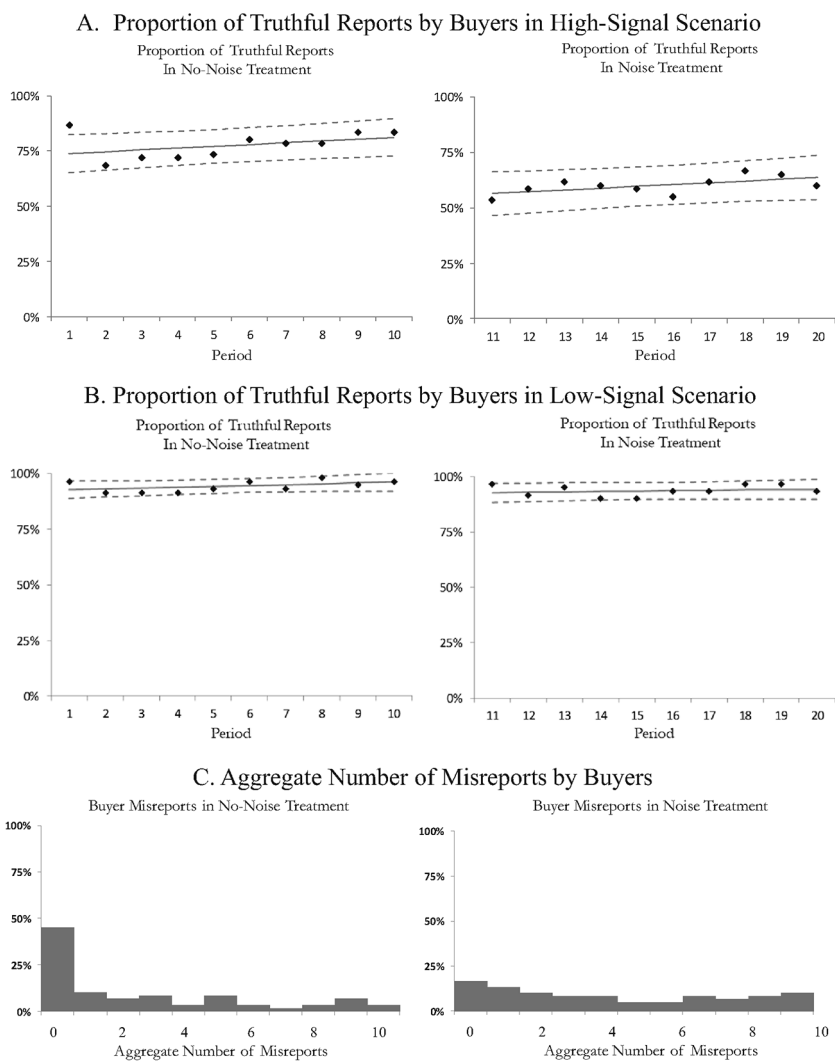 A. Proportion of Truthful Reports by Buyers in High-Signal Scenario
Proportion of Truthful Reports
In No-Noise Treatment
100%
75%
50%
25%
0%
1 2 3 4 5 6 7 8 9 10
Period
Proportion of Truthful Reports
In Noise Treatment
100%
75%
50%
25%
0%
11 12 13 14 15 16 17 18 19 20
Period
B. Proportion of Truthful Reports by Buyers in Low-Signal Scenario
Proportion of Truthful Reports
In No-Noise Treatment
100%
75%
50%
25%
0%
1 2 3 4 5 6 7 8 9 10
Period
Proportion of Truthful Reports
In Noise Treatment
100%
75%
50%
25%
0%
11 12 13 14 15 16 17 18 19 20
Period
C. Aggregate Number of Misreports by Buyers
Buyer Misreports in No-Noise Treatment
100%
75%
50%
25%
0%
0 2 4 6 8 10
Aggregate Number of Misreports
Buyer Misreports in Noise Treatment
100%
75%
50%
25%
0%
0 2 4 6 8 10
Aggregate Number of Misreports